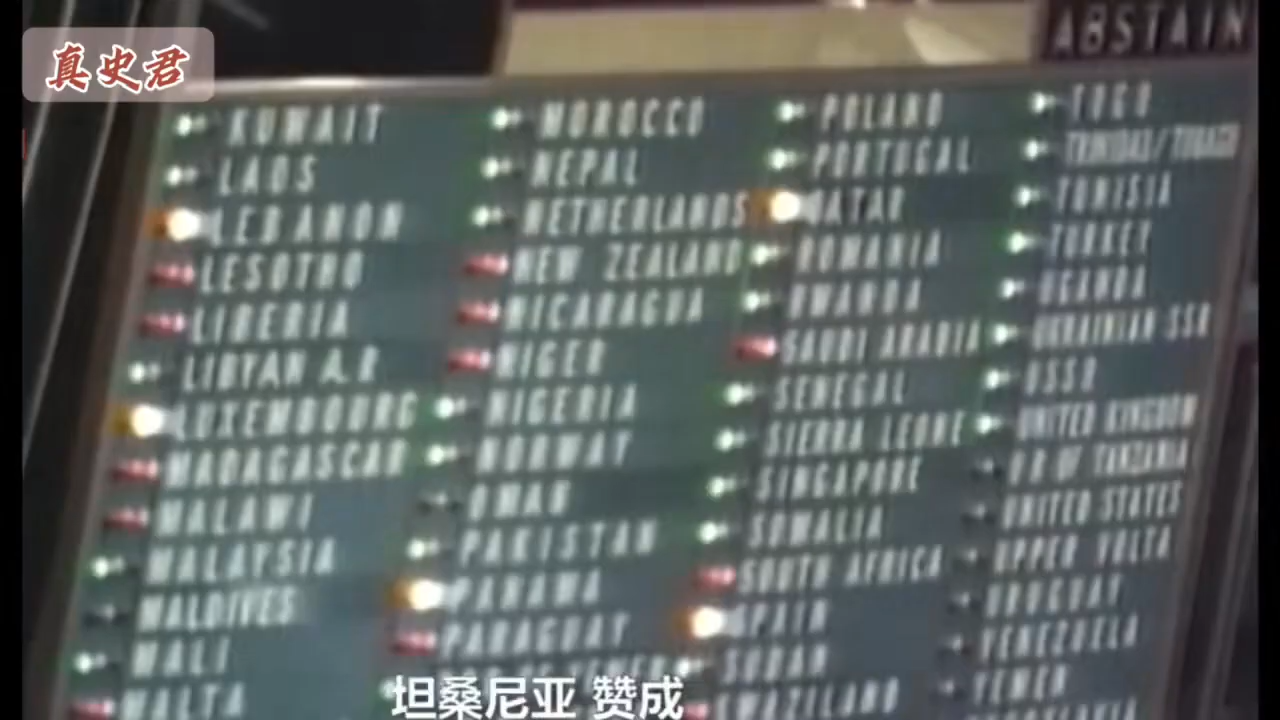 真史君
ABSTAIN
KUWAIT
LAOS
LEBANON
LESOTHO
LIBERIA
LIBYAN A.R
LUXEMBOURG
MADAGASCAR
MALAWI
MALAYSIA
MALDIVES
MALI
MALTA
MOROCCO
NEPAL
NETHERLANDS
NEW ZEALAND
NICARAGUA
NIGER
NIGERIA
NORWAY
OMAN
PAKISTAN
PANAMA
PARAGUAY
POLAND
PORTUGAL
QATAR
ROMANIA
RWANDA
SAUDI ARABIA
SENEGAL
SIERRA LEONE
SINGAPORE
SOMALIA
SOUTH AFRICA
SPAIN
SUDAN
SWAZILAND
TOGO
TRINIDAD/TOBAGO
TUNISIA
TURKEY
UGANDA
UKRAINIAN SSR
USSR
UNITED KINGDOM
U.R.OF TANZANIA
UNITED STATES
UPPER VOLTA
URUGUAY
VENEZUELA
YEMEN
坦桑尼亚 赞成